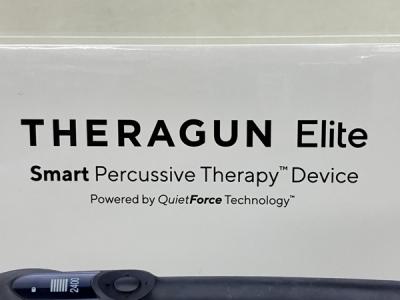 THERAGUN Elite
Smart Percussive Therapy™ Device
Powered by QuietForce Technology™
2400